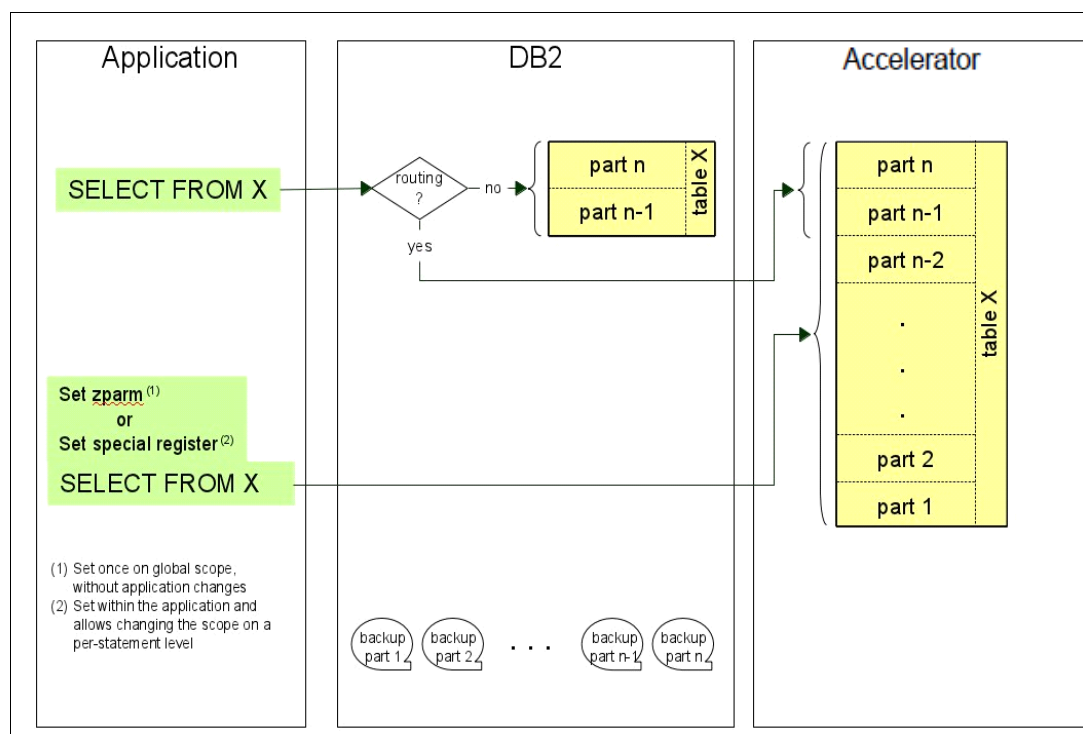 Application
DB2
Accelerator
SELECT FROM X
routing
?
no
yes
part n
part n-1
table X
part n
part n-1
part n-2
.
.
.
part 2
part 1
table X
Set zparm (1)
or
Set special register (2)
SELECT FROM X
(1) Set once on global scope,
without application changes
(2) Set within the application and
allows changing the scope on a
per-statement level
backup
part 1
backup
part 2
. . .
backup
part n-1
backup
part n